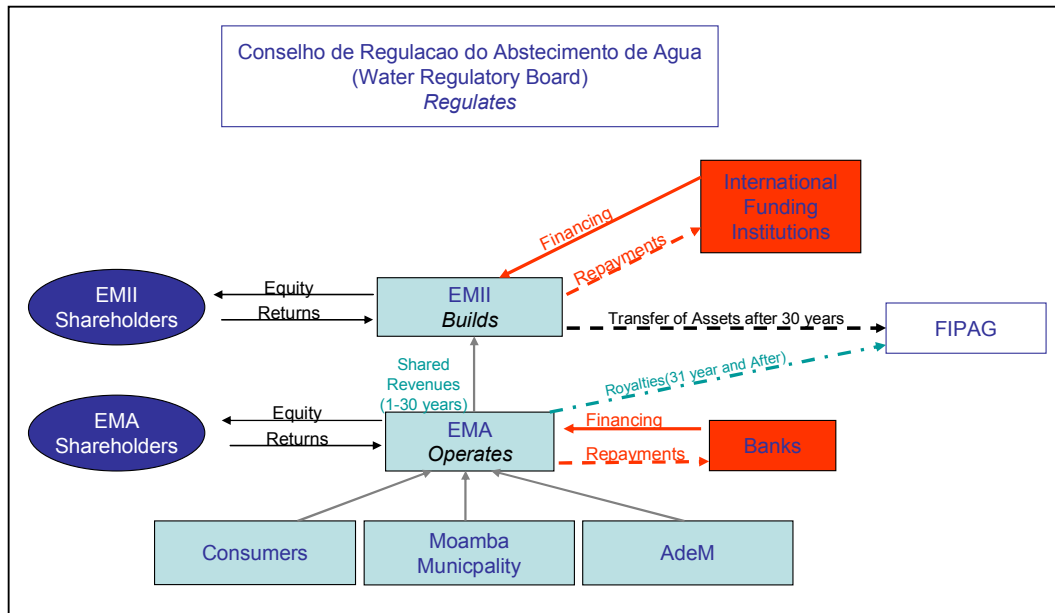 Conselho de Regulacao do Abstecimento de Agua
(Water Regulatory Board)
Regulates
International
Funding
Institutions
Financing
Repayments
EMII
Shareholders
Equity
Returns
EMII
Builds
Transfer of Assets after 30 years
FIPAG
Shared
Revenues
(1-30 years)
Royalties(31 year and After)
EMA
Shareholders
Equity
Returns
EMA
Operates
Financing
Repayments
Banks
Consumers
Moamba
Municpality
AdeM